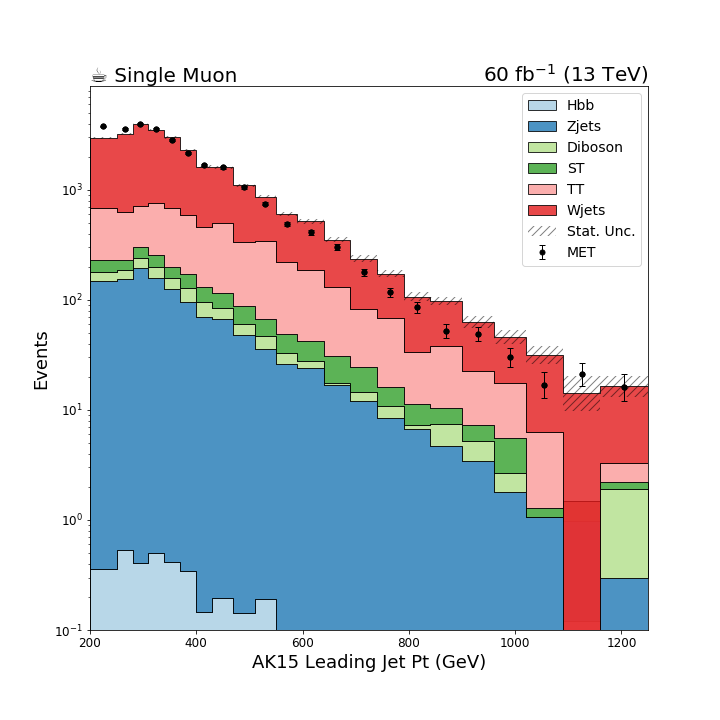 ☕ Single Muon
60 fb⁻¹ (13 TeV)
Hbb
Zjets
Diboson
ST
TT
Wjets
Stat. Unc.
MET
Events
10³
10²
10¹
10⁰
10⁻¹
200 400 600 800 1000 1200
AK15 Leading Jet Pt (GeV)